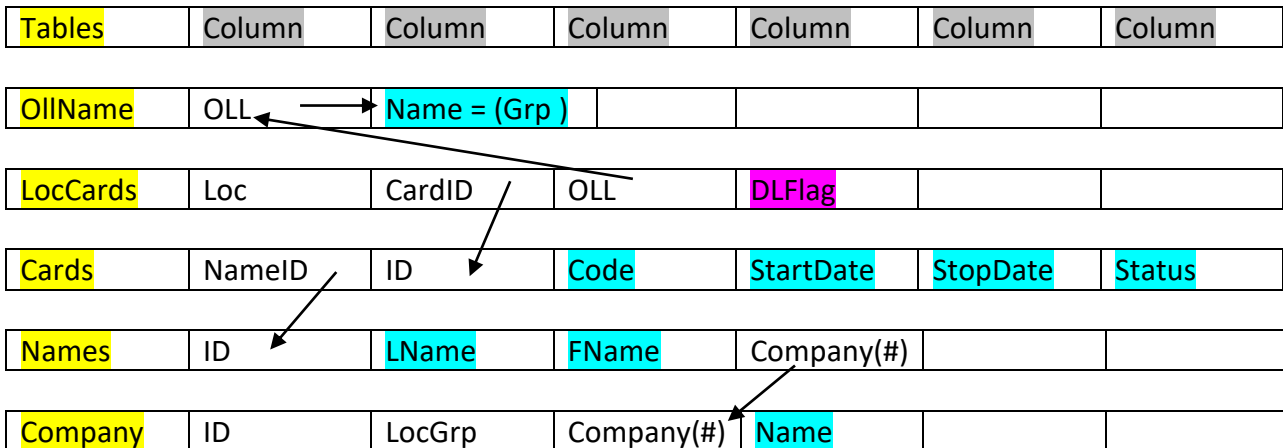 Tables Column Column Column Column Column Column
OllName OLL Name = (Grp )
LocCards Loc CardID OLL DLFlag
Cards NameID ID Code StartDate StopDate Status
Names ID LName FName Company(#)
Company ID LocGrp Company(#) Name